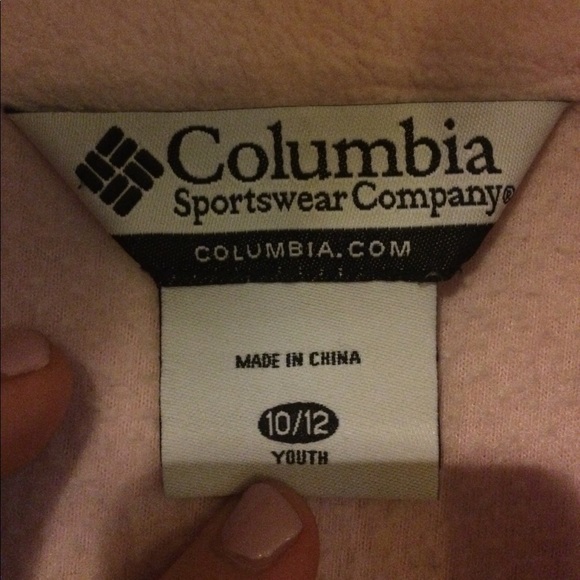 Columbia
Sportswear Company®
COLUMBIA.COM
MADE IN CHINA
10/12
YOUTH